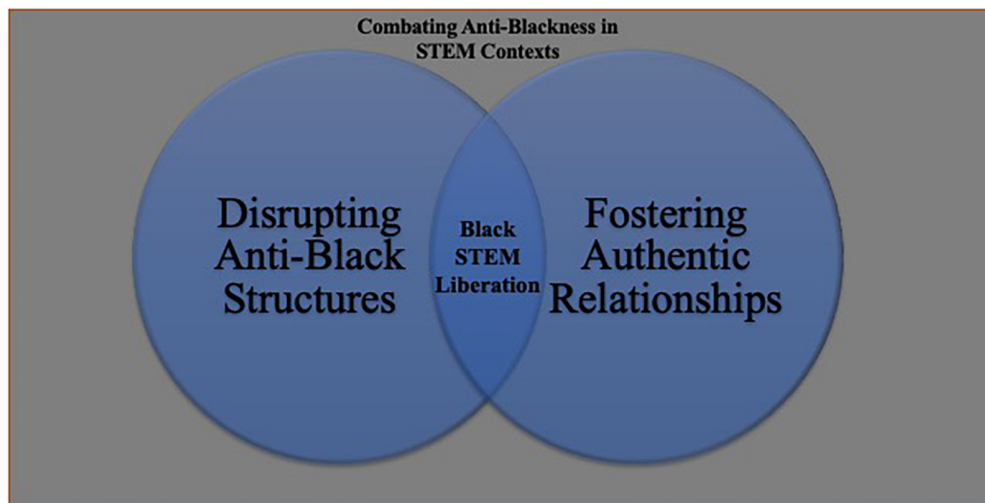 Combating Anti-Blackness in
STEM Contexts
Disrupting
Anti-Black
Structures
Black
STEM
Liberation
Fostering
Authentic
Relationships